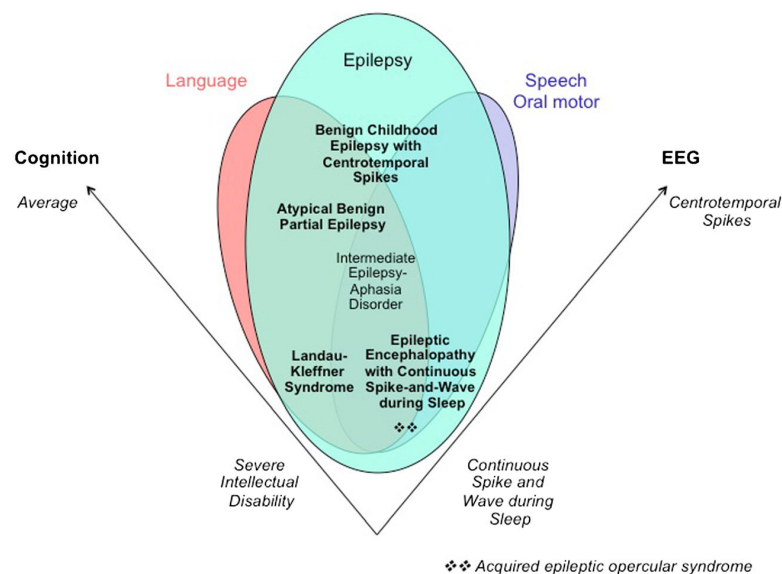 Epilepsy
Language
Speech
Oral motor
Benign Childhood
Epilepsy with
Centrotemporal
Spikes
Cognition
EEG
Average
Centrotemporal
Spikes
Atypical Benign
Partial Epilepsy
Intermediate
Epilepsy-
Aphasia
Disorder
Landau-
Kleffner
Syndrome
Epileptic
Encephalopathy
with Continuous
Spike-and-Wave
during Sleep
❖❖
Severe
Intellectual
Disability
Continuous
Spike and
Wave during
Sleep
❖❖ Acquired epileptic opercular syndrome